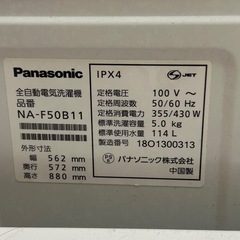 Panasonic
全自動電気洗濯機
品番
NA-F50B11
外形寸法
幅 562 mm
奥行 572 mm
高さ 880 mm
IPX4
JET
定格電圧 100 V ~
定格周波数 50/60 Hz
定格消費電力 355/430 W
標準洗濯容量 5.0 kg
標準使用水量 114 L
製造番号 18O1300313
PS E パナソニック株式会社
中国製